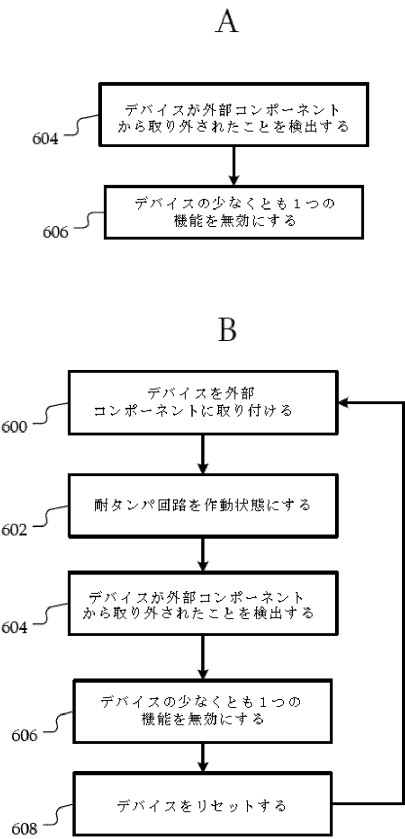 A
デバイスが外部コンポーネント
から取り外されたことを検出する
604
デバイスの少なくとも1つの
機能を無効にする
606
B
デバイスを外部
コンポーネントに取り付ける
600
耐タンパ回路を作動状態にする
602
デバイスが外部コンポーネント
から取り外されたことを検出する
604
デバイスの少なくとも1つの
機能を無効にする
606
デバイスをリセットする
608